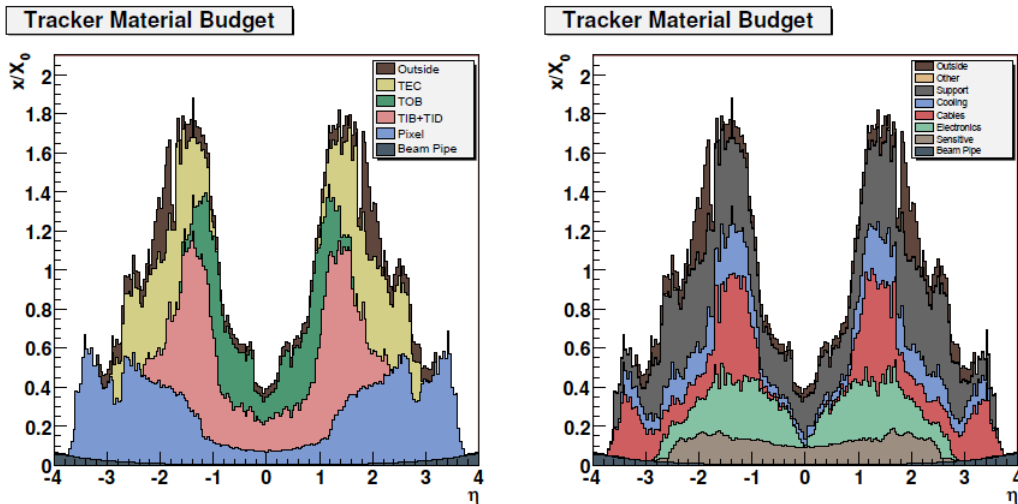 Tracker Material Budget
x/X0
2
1.8
1.6
1.4
1.2
1
0.8
0.6
0.4
0.2
0
-4 -3 -2 -1 0 1 2 3 4
η
Outside
TEC
TOB
TIB+TID
Pixel
Beam Pipe
Tracker Material Budget
x/X0
2
1.8
1.6
1.4
1.2
1
0.8
0.6
0.4
0.2
0
-4 -3 -2 -1 0 1 2 3 4
η
Outside
Other
Support
Cooling
Cables
Electronics
Sensitive
Beam Pipe